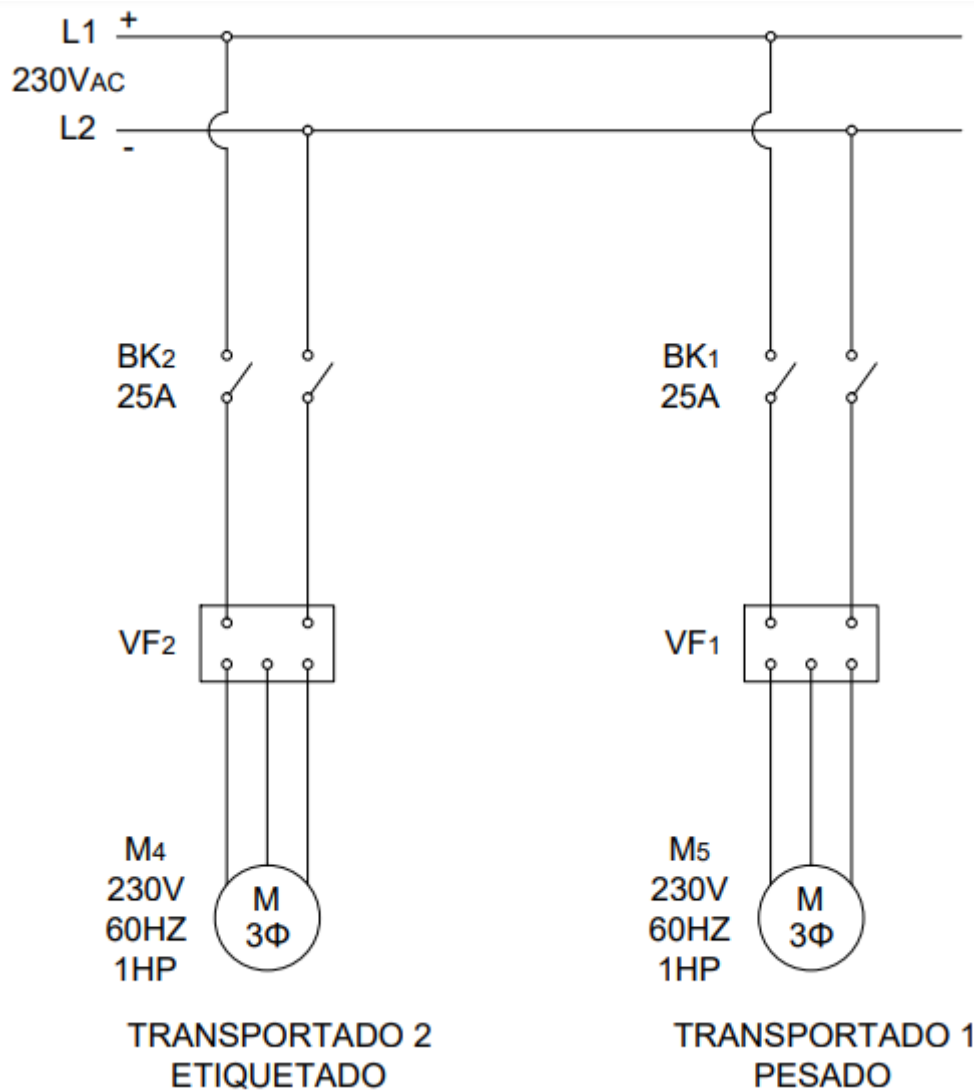 L1 +
230VAC
L2
-
BK2
25A
BK1
25A
VF2
VF1
M4
230V
60HZ
1HP
M
3Φ
M5
230V
60HZ
1HP
M
3Φ
TRANSPORTADO 2
ETIQUETADO
TRANSPORTADO 1
PESADO